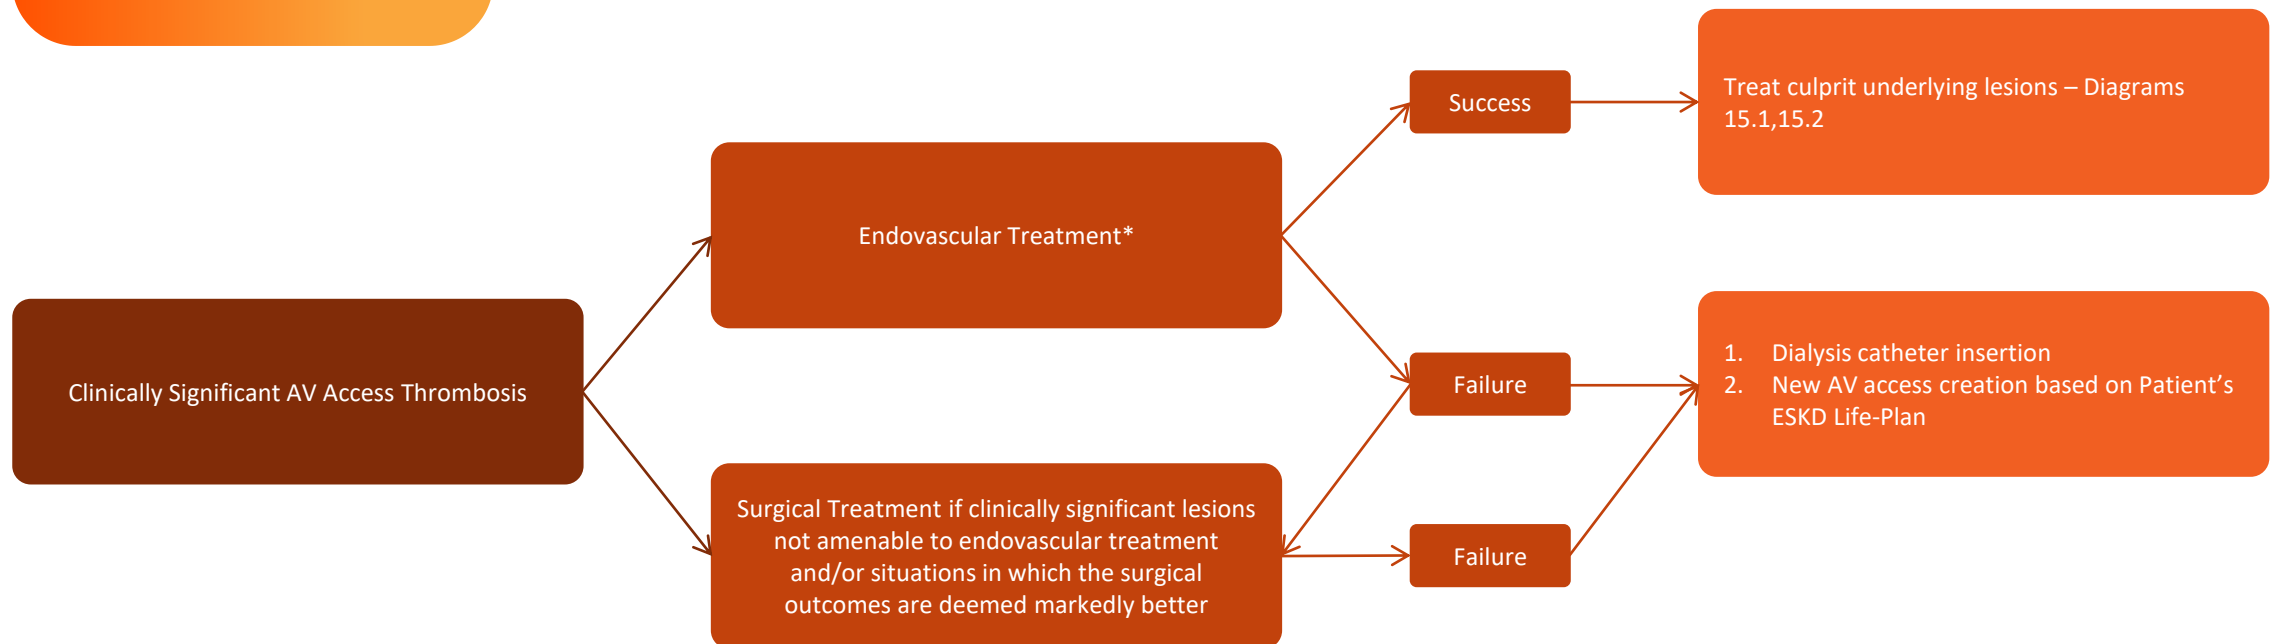 Success
Treat culprit underlying lesions – Diagrams
15.1,15.2
Endovascular Treatment*
Clinically Significant AV Access Thrombosis
Failure
1. Dialysis catheter insertion
2. New AV access creation based on Patient’s
ESKD Life-Plan
Surgical Treatment if clinically significant lesions
not amenable to endovascular treatment
and/or situations in which the surgical
outcomes are deemed markedly better
Failure